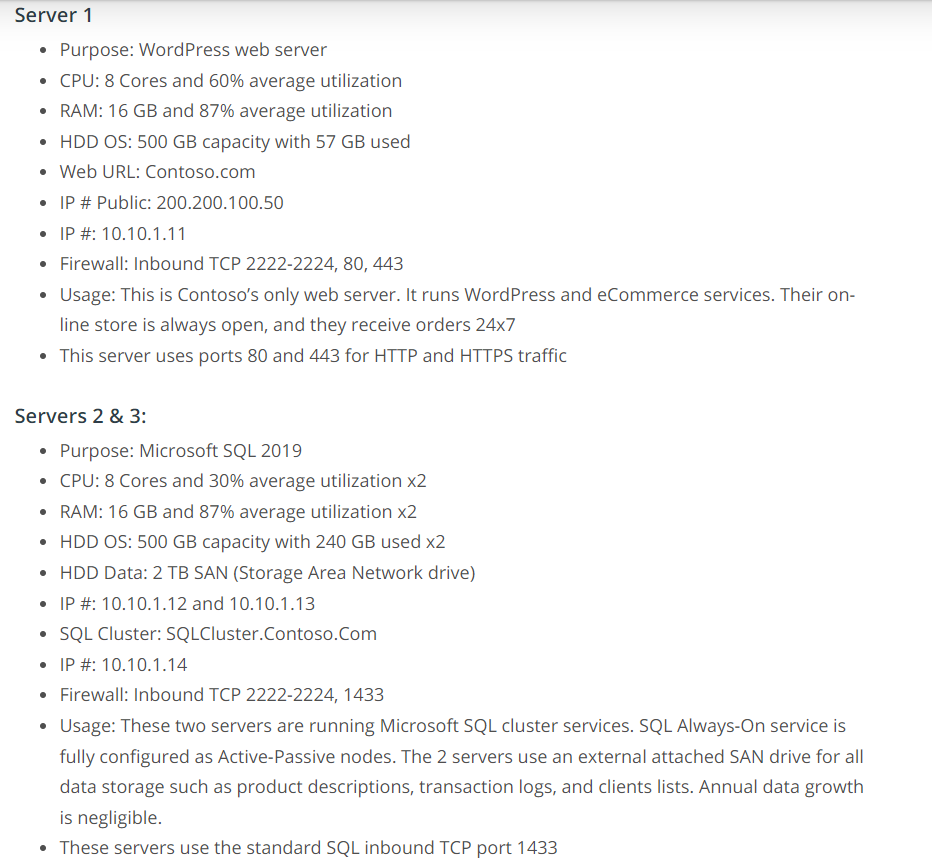 Server 1
• Purpose: WordPress web server
• CPU: 8 Cores and 60% average utilization
• RAM: 16 GB and 87% average utilization
• HDD OS: 500 GB capacity with 57 GB used
• Web URL: Contoso.com
• IP # Public: 200.200.100.50
• IP #: 10.10.1.11
• Firewall: Inbound TCP 2222-2224, 80, 443
• Usage: This is Contoso’s only web server. It runs WordPress and eCommerce services. Their on-
line store is always open, and they receive orders 24x7
• This server uses ports 80 and 443 for HTTP and HTTPS traffic
Servers 2 & 3:
• Purpose: Microsoft SQL 2019
• CPU: 8 Cores and 30% average utilization x2
• RAM: 16 GB and 87% average utilization x2
• HDD OS: 500 GB capacity with 240 GB used x2
• HDD Data: 2 TB SAN (Storage Area Network drive)
• IP #: 10.10.1.12 and 10.10.1.13
• SQL Cluster: SQLCluster.Contoso.Com
• IP #: 10.10.1.14
• Firewall: Inbound TCP 2222-2224, 1433
• Usage: These two servers are running Microsoft SQL cluster services. SQL Always-On service is
fully configured as Active-Passive nodes. The 2 servers use an external attached SAN drive for all
data storage such as product descriptions, transaction logs, and clients lists. Annual data growth
is negligible.
• These servers use the standard SQL inbound TCP port 1433